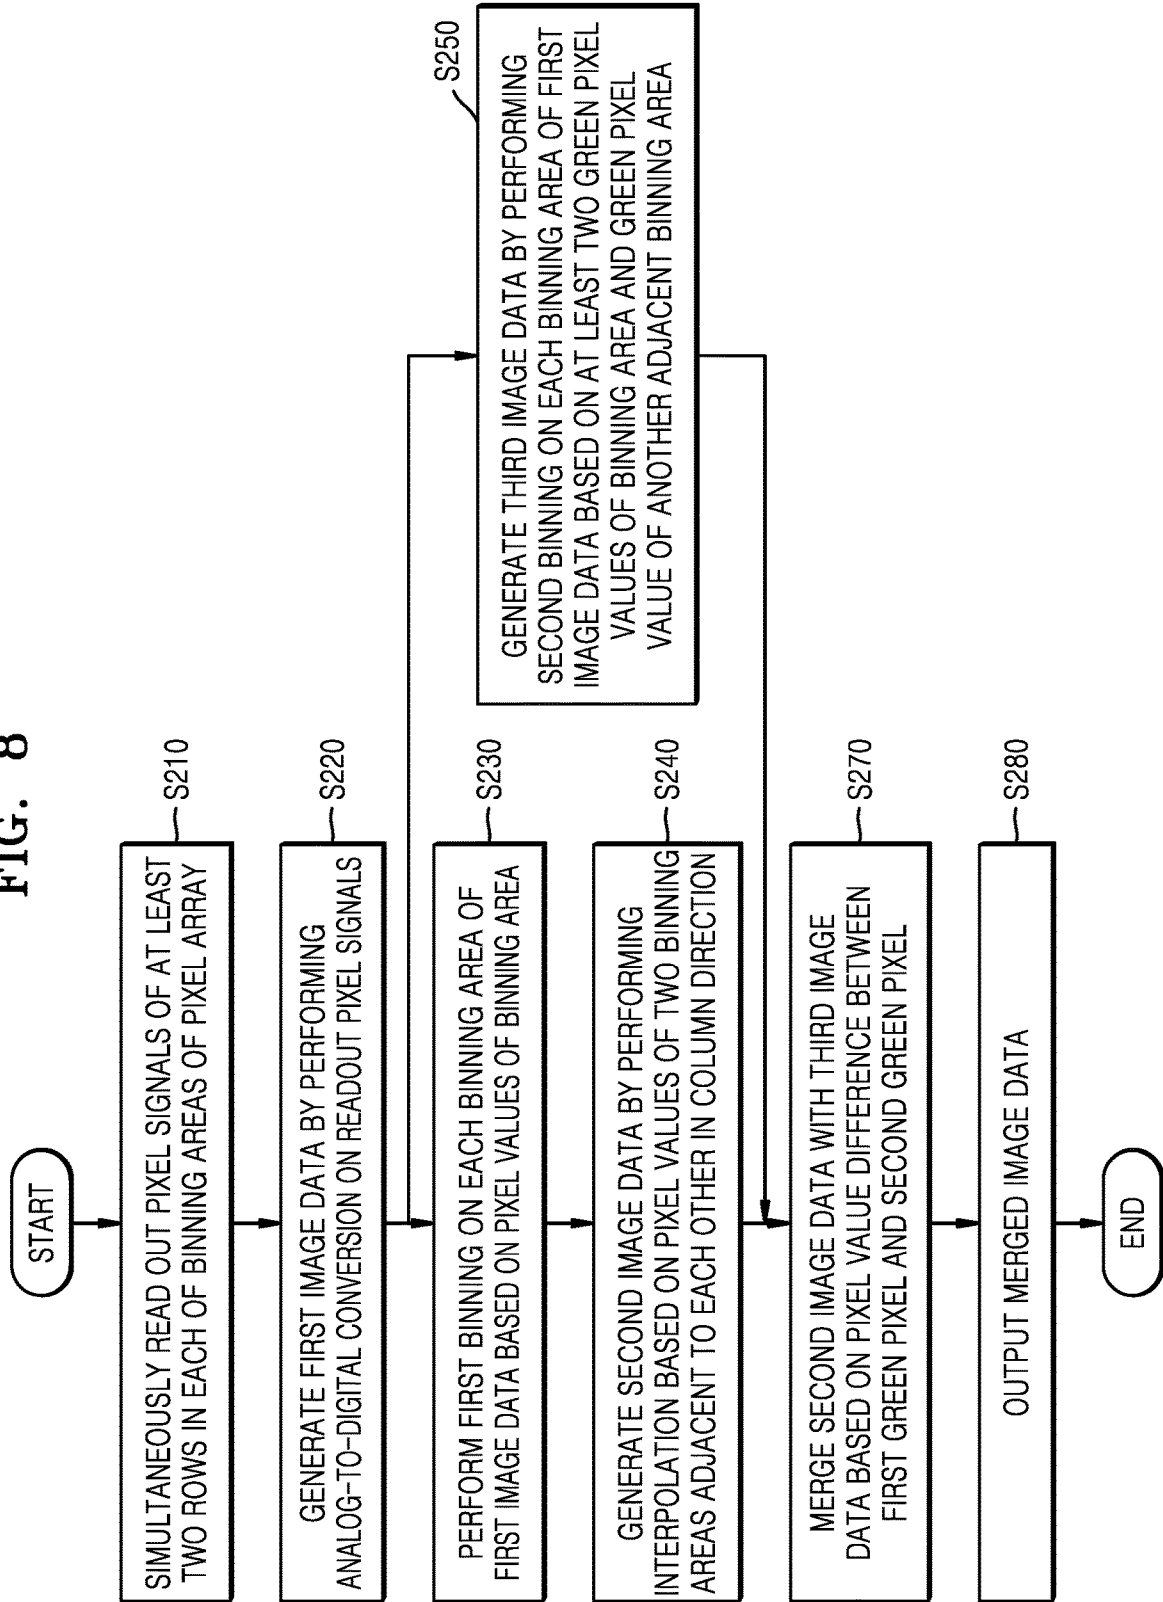 FIG. 8
START
SIMULTANEOUSLY READ OUT PIXEL SIGNALS OF AT LEAST
TWO ROWS IN EACH OF BINNING AREAS OF PIXEL ARRAY
S210
GENERATE FIRST IMAGE DATA BY PERFORMING
ANALOG-TO-DIGITAL CONVERSION ON READOUT PIXEL SIGNALS
S220
PERFORM FIRST BINNING ON EACH BINNING AREA OF
FIRST IMAGE DATA BASED ON PIXEL VALUES OF BINNING AREA
S230
GENERATE SECOND IMAGE DATA BY PERFORMING
INTERPOLATION BASED ON PIXEL VALUES OF TWO BINNING
AREAS ADJACENT TO EACH OTHER IN COLUMN DIRECTION
S240
GENERATE THIRD IMAGE DATA BY PERFORMING
SECOND BINNING ON EACH BINNING AREA OF FIRST
IMAGE DATA BASED ON AT LEAST TWO GREEN PIXEL
VALUES OF BINNING AREA AND GREEN PIXEL
VALUE OF ANOTHER ADJACENT BINNING AREA
S250
MERGE SECOND IMAGE DATA WITH THIRD IMAGE
DATA BASED ON PIXEL VALUE DIFFERENCE BETWEEN
FIRST GREEN PIXEL AND SECOND GREEN PIXEL
S270
OUTPUT MERGED IMAGE DATA
S280
END